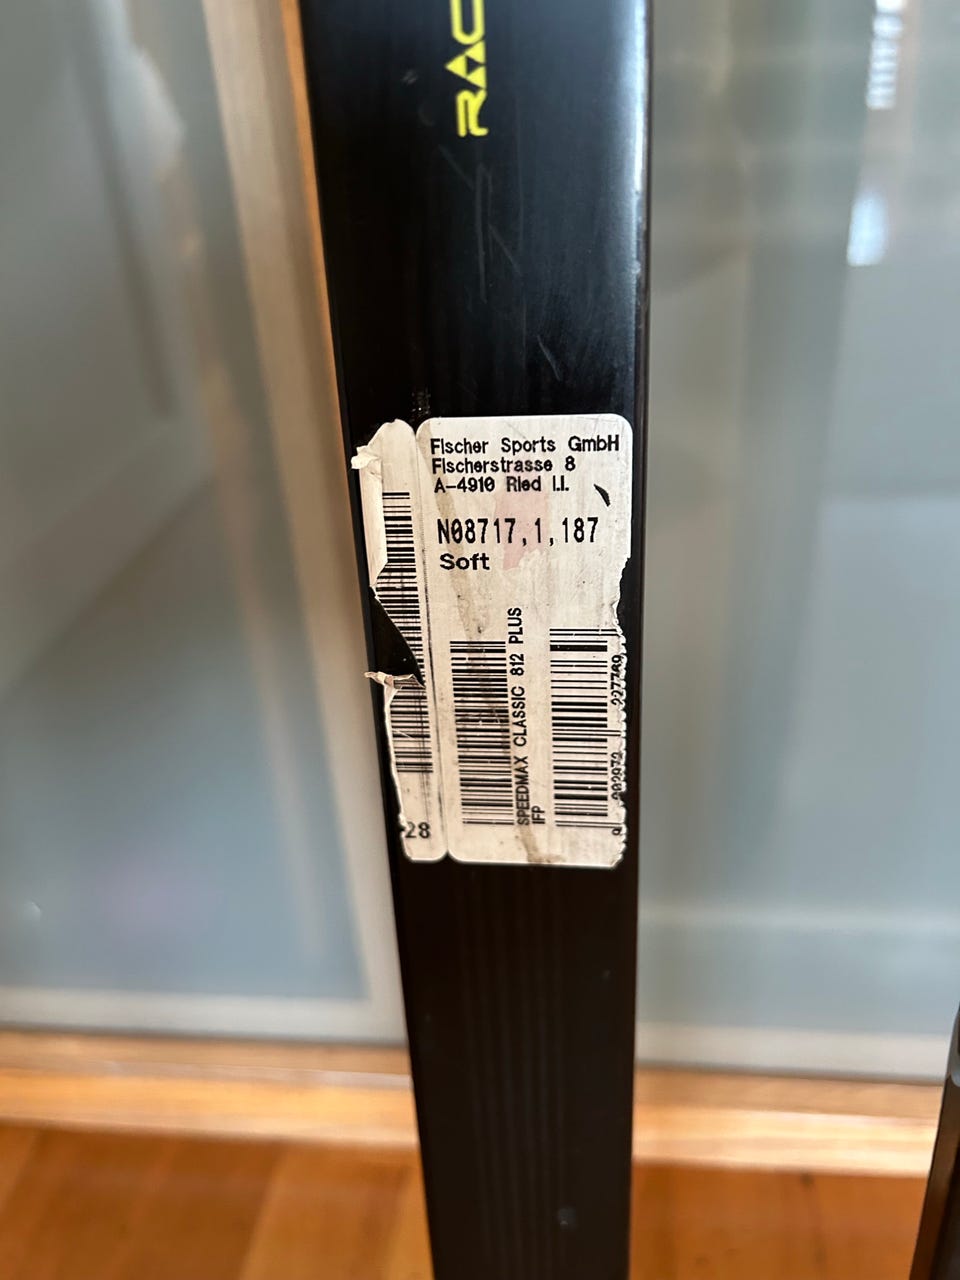 RAC
Fischer Sports GmbH
Fischerstrasse 8
A-4910 Ried I.I.
N08717,1,187
Soft
SPEEDMAX CLASSIC 812 PLUS
IFP
28